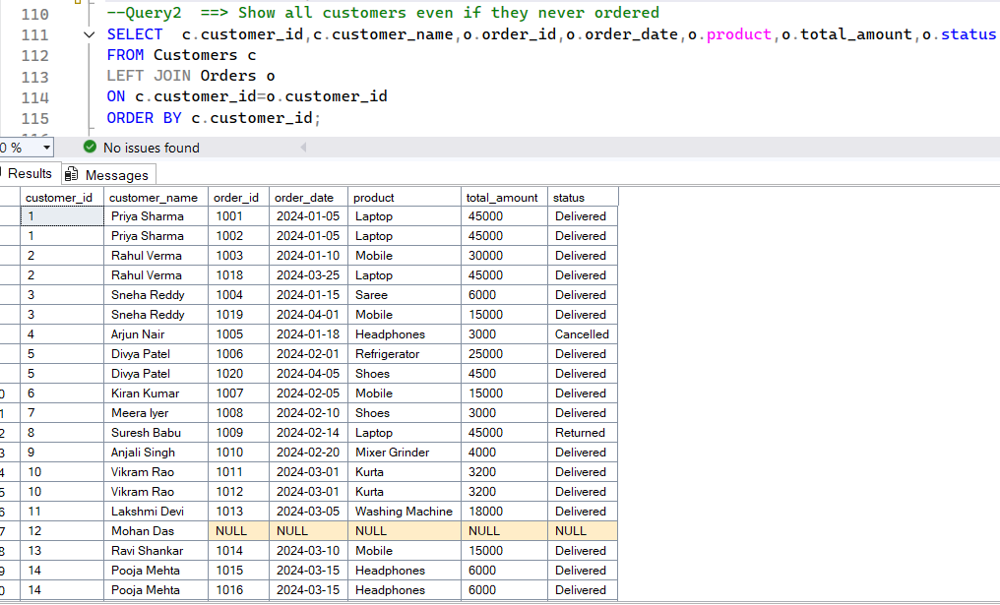 110 --Query2 ==> Show all customers even if they never ordered
111 SELECT c.customer_id,c.customer_name,o.order_id,o.order_date,o.product,o.total_amount,o.status
112 FROM Customers c
113 LEFT JOIN Orders o
114 ON c.customer_id=o.customer_id
115 ORDER BY c.customer_id;
0 % No issues found
Results Messages
customer_id customer_name order_id order_date product total_amount status
1 Priya Sharma 1001 2024-01-05 Laptop 45000 Delivered
1 Priya Sharma 1002 2024-01-05 Laptop 45000 Delivered
2 Rahul Verma 1003 2024-01-10 Mobile 30000 Delivered
2 Rahul Verma 1018 2024-03-25 Laptop 45000 Delivered
3 Sneha Reddy 1004 2024-01-15 Saree 6000 Delivered
3 Sneha Reddy 1019 2024-04-01 Mobile 15000 Delivered
4 Arjun Nair 1005 2024-01-18 Headphones 3000 Cancelled
5 Divya Patel 1006 2024-02-01 Refrigerator 25000 Delivered
5 Divya Patel 1020 2024-04-05 Shoes 4500 Delivered
0 6 Kiran Kumar 1007 2024-02-05 Mobile 15000 Delivered
1 7 Meera Iyer 1008 2024-02-10 Shoes 3000 Delivered
2 8 Suresh Babu 1009 2024-02-14 Laptop 45000 Returned
3 9 Anjali Singh 1010 2024-02-20 Mixer Grinder 4000 Delivered
4 10 Vikram Rao 1011 2024-03-01 Kurta 3200 Delivered
5 10 Vikram Rao 1012 2024-03-01 Kurta 3200 Delivered
6 11 Lakshmi Devi 1013 2024-03-05 Washing Machine 18000 Delivered
7 12 Mohan Das NULL NULL NULL NULL NULL
8 13 Ravi Shankar 1014 2024-03-10 Mobile 15000 Delivered
9 14 Pooja Mehta 1015 2024-03-15 Headphones 6000 Delivered
0 14 Pooja Mehta 1016 2024-03-15 Headphones 6000 Delivered